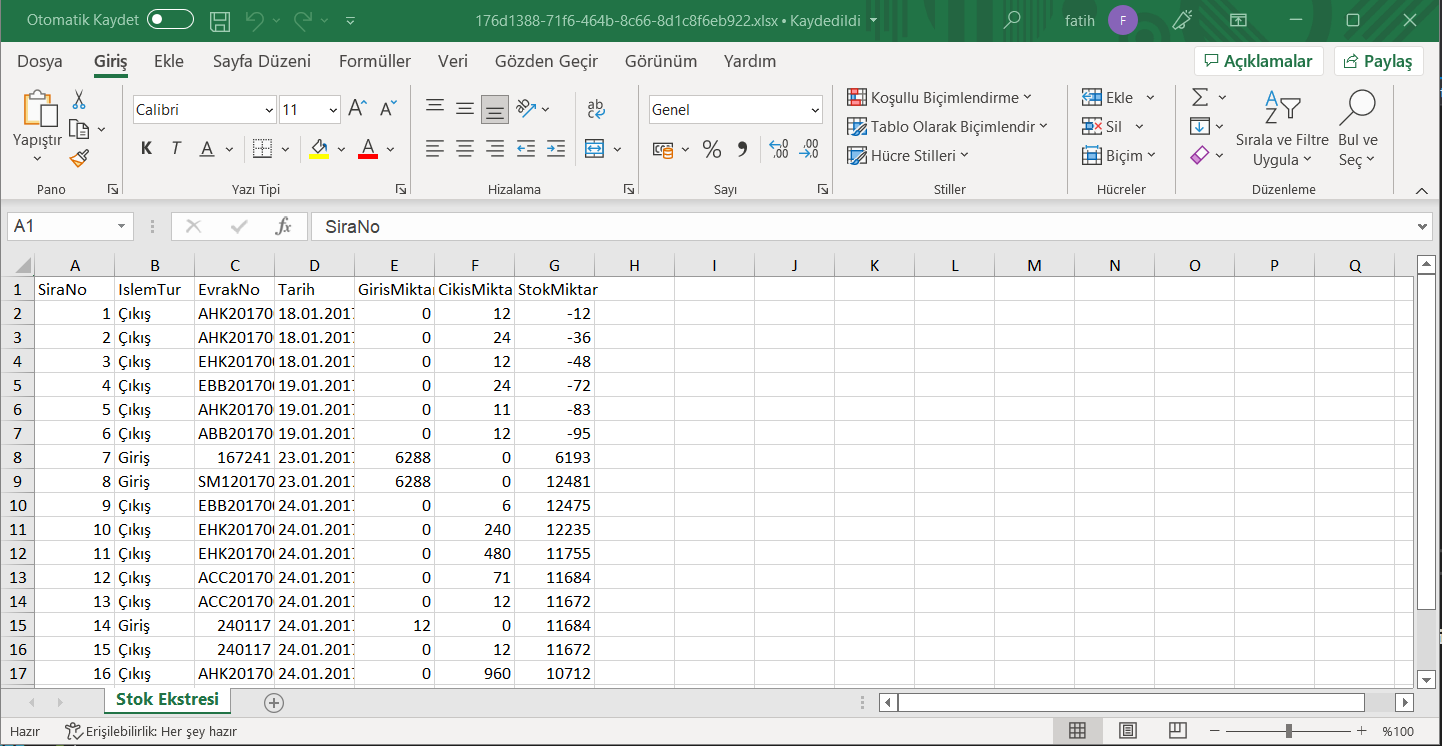 Otomatik Kaydet 176d1388-71f6-464b-8c66-8d1c8f6eb922.xlsx • Kaydedildi fatih F
Dosya Giriş Ekle Sayfa Düzeni Formüller Veri Gözden Geçir Görünüm Yardım Açıklamalar Paylaş
Yapıştır
Calibri 11
K T A
ab
Genel
Koşullu Biçimlendirme
Tablo Olarak Biçimlendir
Hücre Stilleri
Ekle
Sil
Biçim
Sırala ve Filtre Uygula
Bul ve Seç
Pano Yazı Tipi Hizalama Sayı Stiller Hücreler Düzenleme
A1 fx SiraNo
A B C D E F G H I J K L M N O P Q
1 SiraNo IslemTur EvrakNo Tarih GirisMiktar CikisMikta StokMiktar
2 1 Çıkış AHK20170 18.01.2017 0 12 -12
3 2 Çıkış AHK20170 18.01.2017 0 24 -36
4 3 Çıkış EHK20170 18.01.2017 0 12 -48
5 4 Çıkış EBB20170 19.01.2017 0 24 -72
6 5 Çıkış AHK20170 19.01.2017 0 11 -83
7 6 Çıkış ABB20170 19.01.2017 0 12 -95
8 7 Giriş 167241 23.01.2017 6288 0 6193
9 8 Giriş SM120170 23.01.2017 6288 0 12481
10 9 Çıkış EBB20170 24.01.2017 0 6 12475
11 10 Çıkış EHK20170 24.01.2017 0 240 12235
12 11 Çıkış EHK20170 24.01.2017 0 480 11755
13 12 Çıkış ACC20170 24.01.2017 0 71 11684
14 13 Çıkış ACC20170 24.01.2017 0 12 11672
15 14 Giriş 240117 24.01.2017 12 0 11684
16 15 Çıkış 240117 24.01.2017 0 12 11672
17 16 Çıkış AHK20170 24.01.2017 0 960 10712
Stok Ekstresi
Hazır Erişilebilirlik: Her şey hazır %100